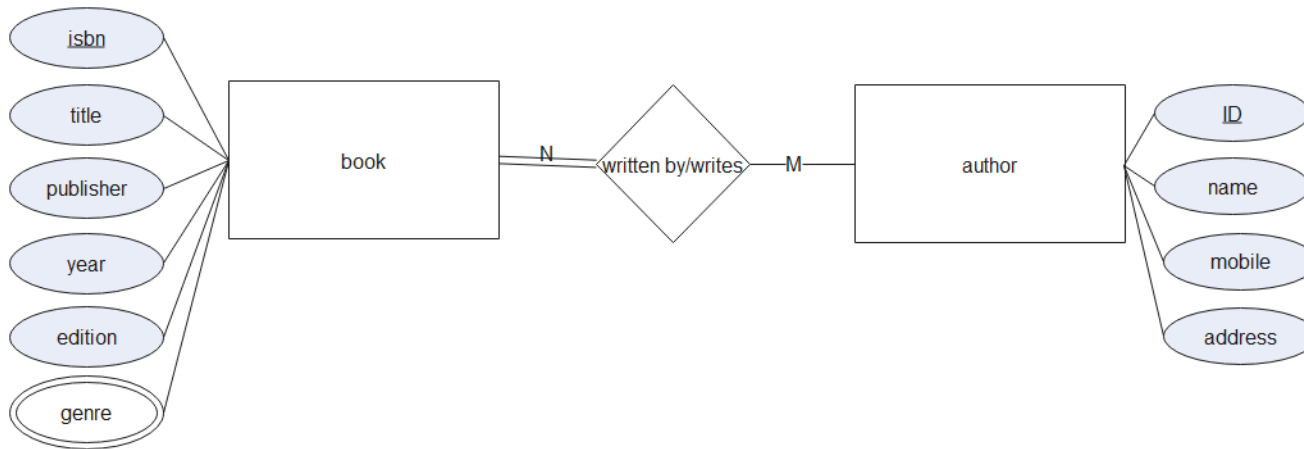 isbn
title
publisher
year
edition
genre
book
N
written by/writes
M
author
ID
name
mobile
address